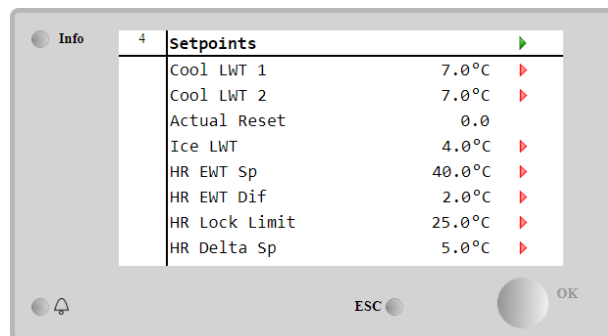 Info
4 Setpoints
Cool LWT 1 7.0°C
Cool LWT 2 7.0°C
Actual Reset 0.0
Ice LWT 4.0°C
HR EWT Sp 40.0°C
HR EWT Dif 2.0°C
HR Lock Limit 25.0°C
HR Delta Sp 5.0°C
ESC
OK